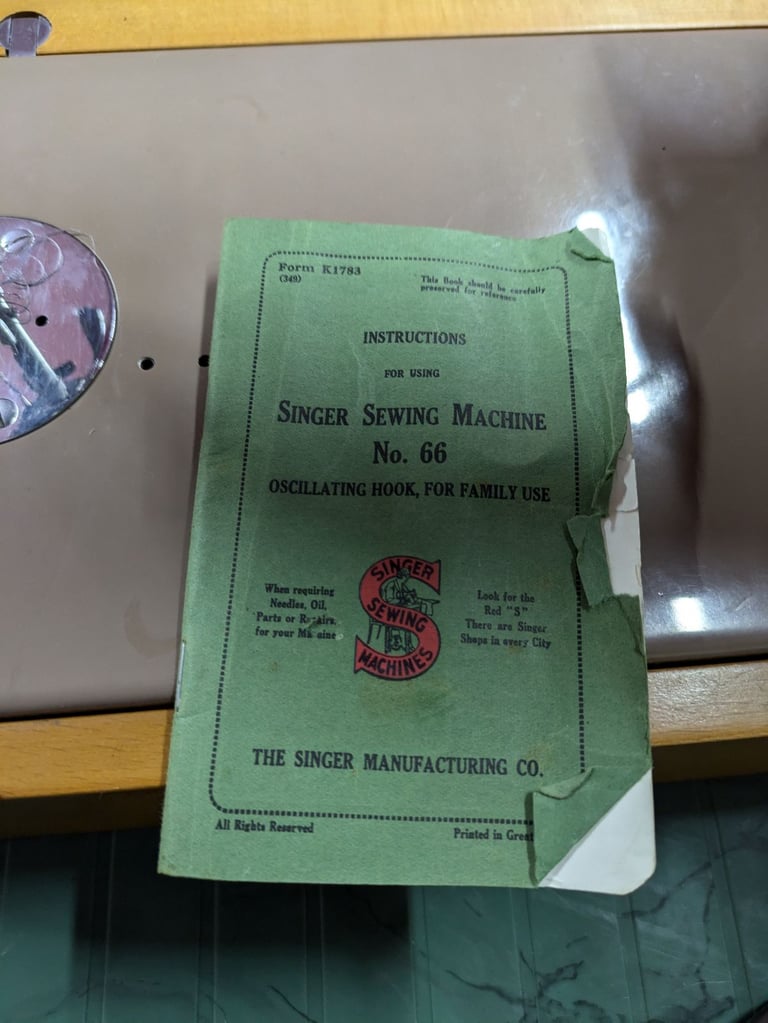 Form K1783
(349)
This Book should be carefully
preserved for reference
INSTRUCTIONS
FOR USING
SINGER SEWING MACHINE
No. 66
OSCILLATING HOOK, FOR FAMILY USE
When requiring
Needles, Oil,
Parts or Repairs,
for your Machine
SINGER
SEWING
MACHINES
Look for the
Red "S"
There are Singer
Shops in every City
THE SINGER MANUFACTURING CO.
All Rights Reserved
Printed in Great